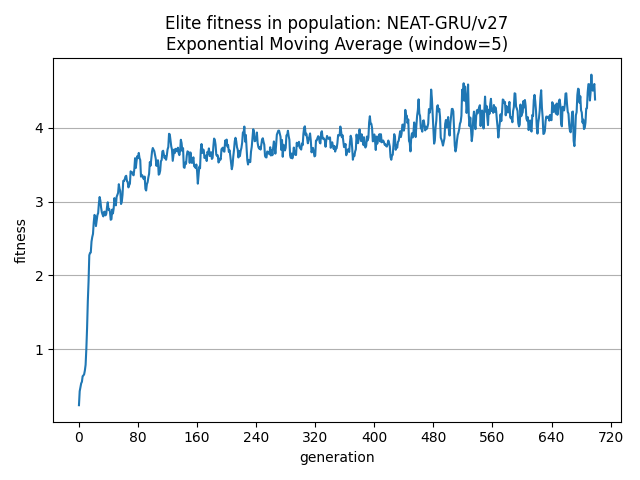 Elite fitness in population: NEAT-GRU/v27
Exponential Moving Average (window=5)
fitness
4
3
2
1
0 80 160 240 320 400 480 560 640 720
generation